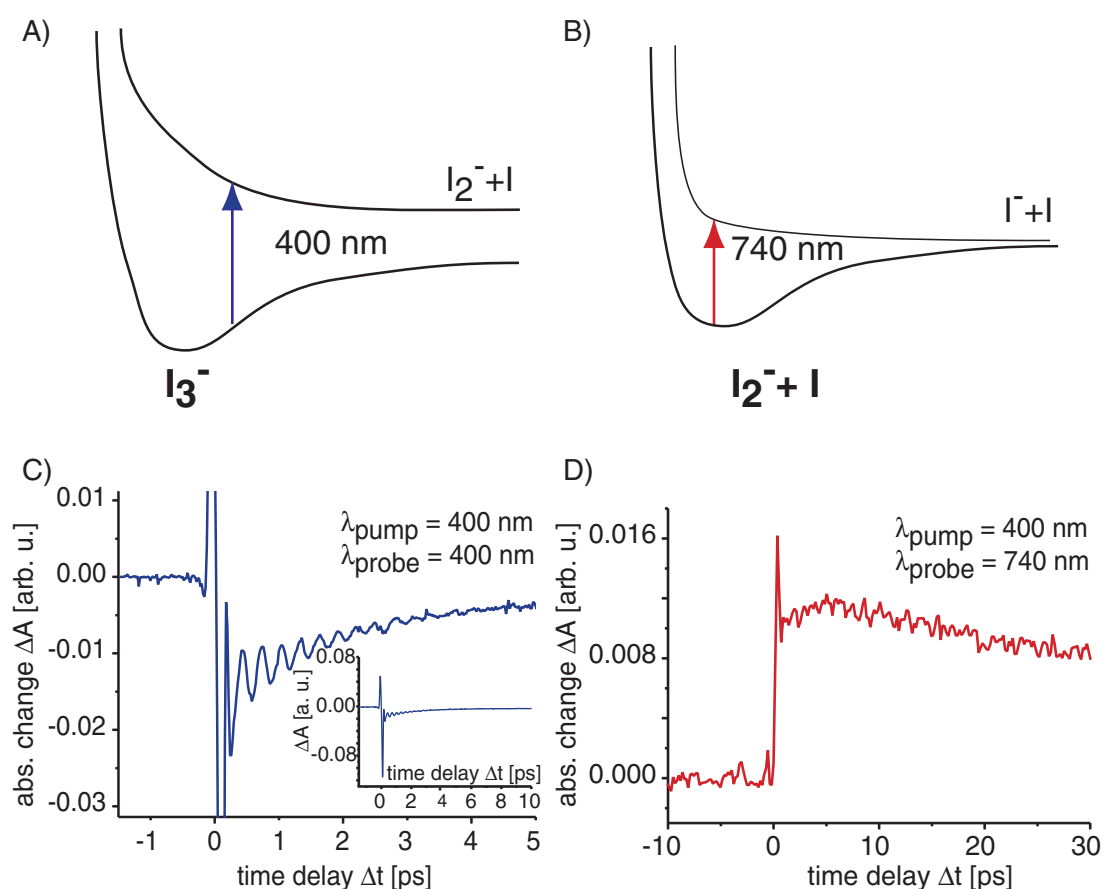 A)
I2-+I
400 nm
I3-
B)
I-+I
740 nm
I2-+ I
C)
λpump = 400 nm
λprobe = 400 nm
abs. change ΔA [arb. u.]
0.01
0.00
-0.01
-0.02
-0.03
-1 0 1 2 3 4 5
time delay Δt [ps]
ΔA [a. u.]
0.08
0.00
-0.08
time delay Δt [ps]
0 2 4 6 8 10
D)
λpump = 400 nm
λprobe = 740 nm
abs. change ΔA [arb. u.]
0.016
0.008
0.000
-10 0 10 20 30
time delay Δt [ps]